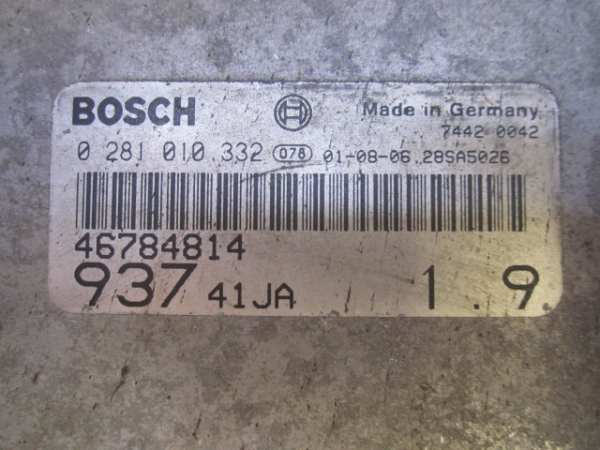 BOSCH Made in Germany
7442 0042
0 281 010 332 078 01-08-06 28SA5026
46784814
937 41JA 1.9